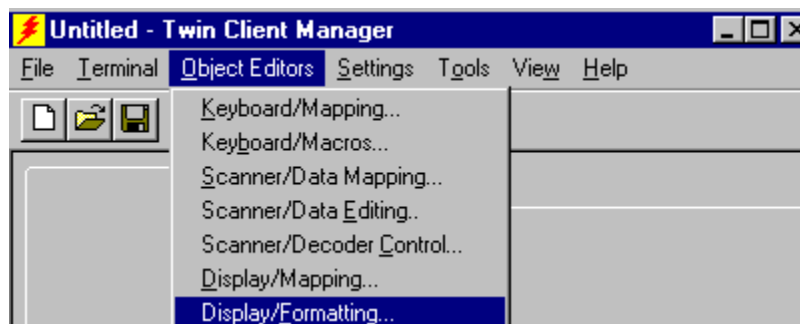 Untitled - Twin Client Manager
File Terminal Object Editors Settings Tools View Help
Keyboard/Mapping...
Keyboard/Macros...
Scanner/Data Mapping...
Scanner/Data Editing..
Scanner/Decoder Control...
Display/Mapping...
Display/Formatting...